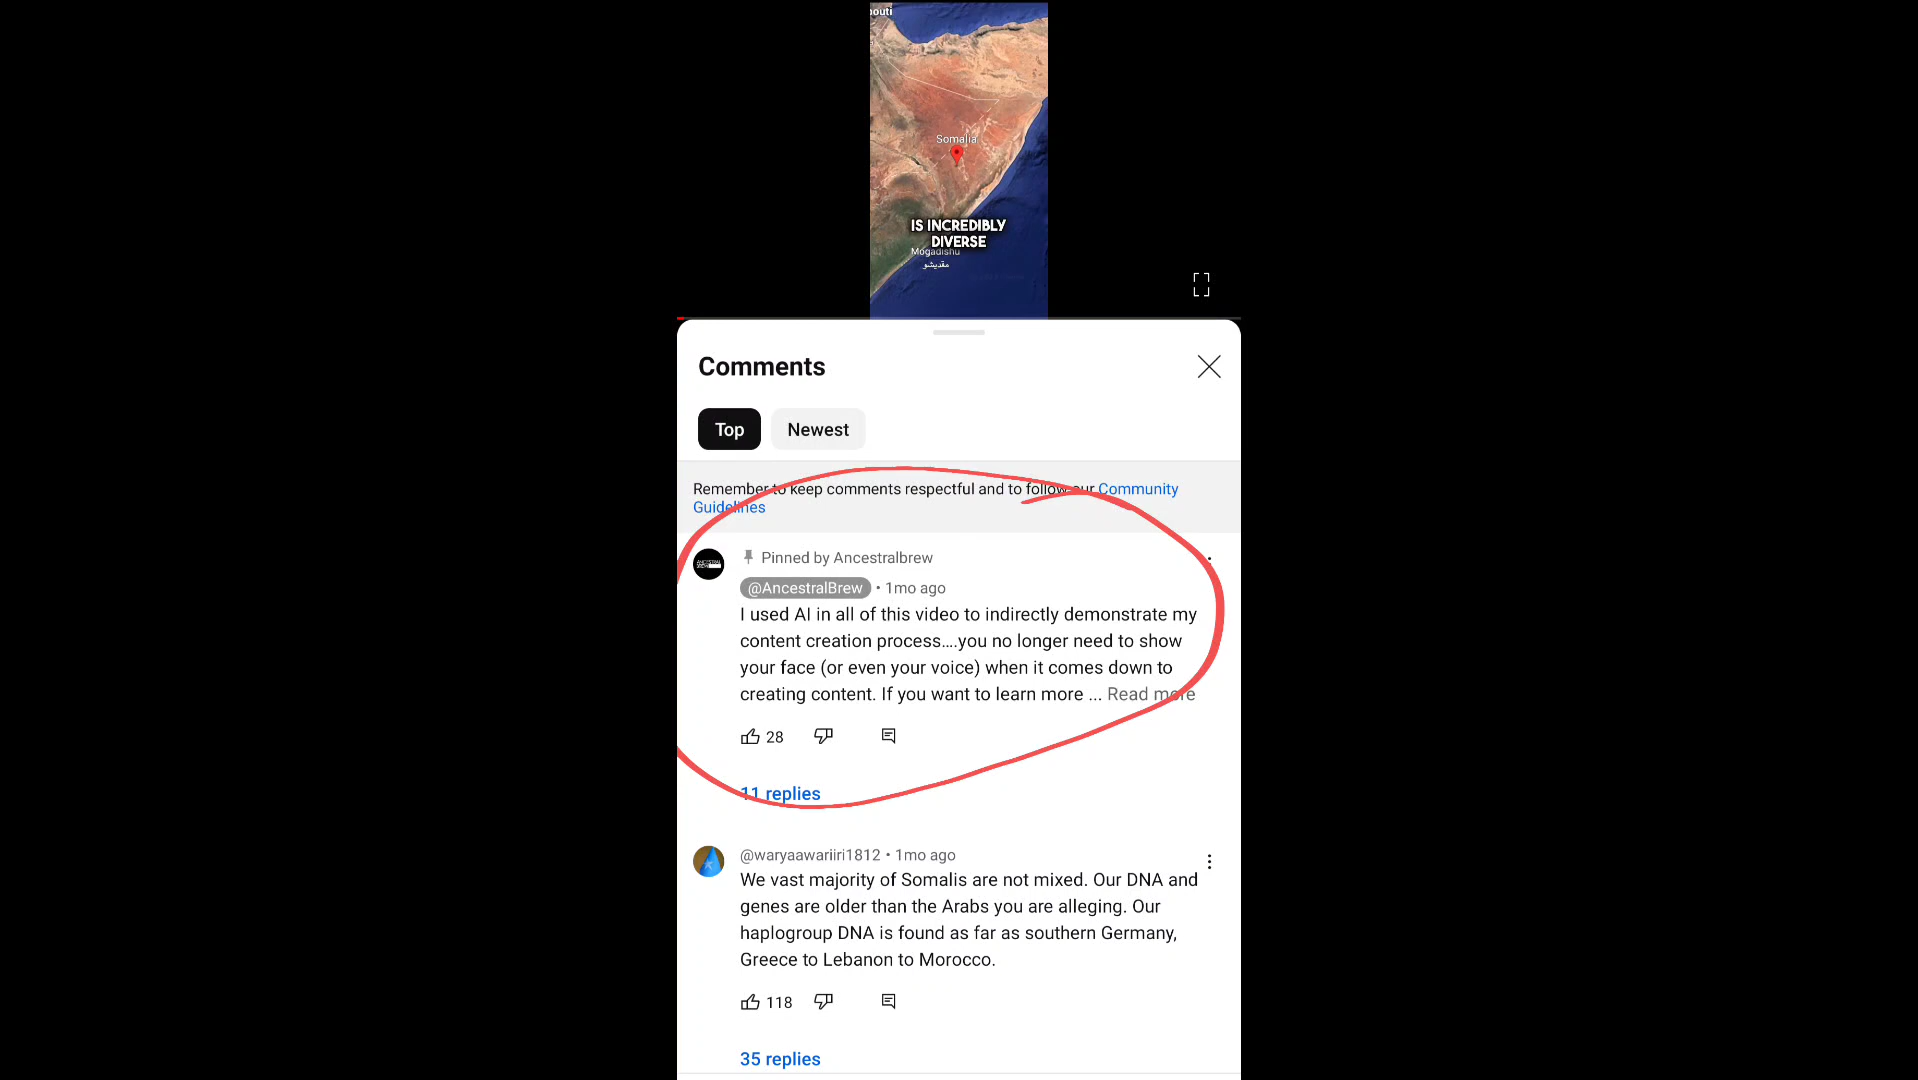 outi
Somalia
IS INCREDIBLY
DIVERSE
Mogadishu
مقديشو
Comments
Top
Newest
Remember to keep comments respectful and to follow our Community
Guidelines
Pinned by Ancestralbrew
@AncestralBrew • 1mo ago
I used AI in all of this video to indirectly demonstrate my
content creation process....you no longer need to show
your face (or even your voice) when it comes down to
creating content. If you want to learn more ... Read more
28
11 replies
@waryaawariiri1812 • 1mo ago
We vast majority of Somalis are not mixed. Our DNA and
genes are older than the Arabs you are alleging. Our
haplogroup DNA is found as far as southern Germany,
Greece to Lebanon to Morocco.
118
35 replies